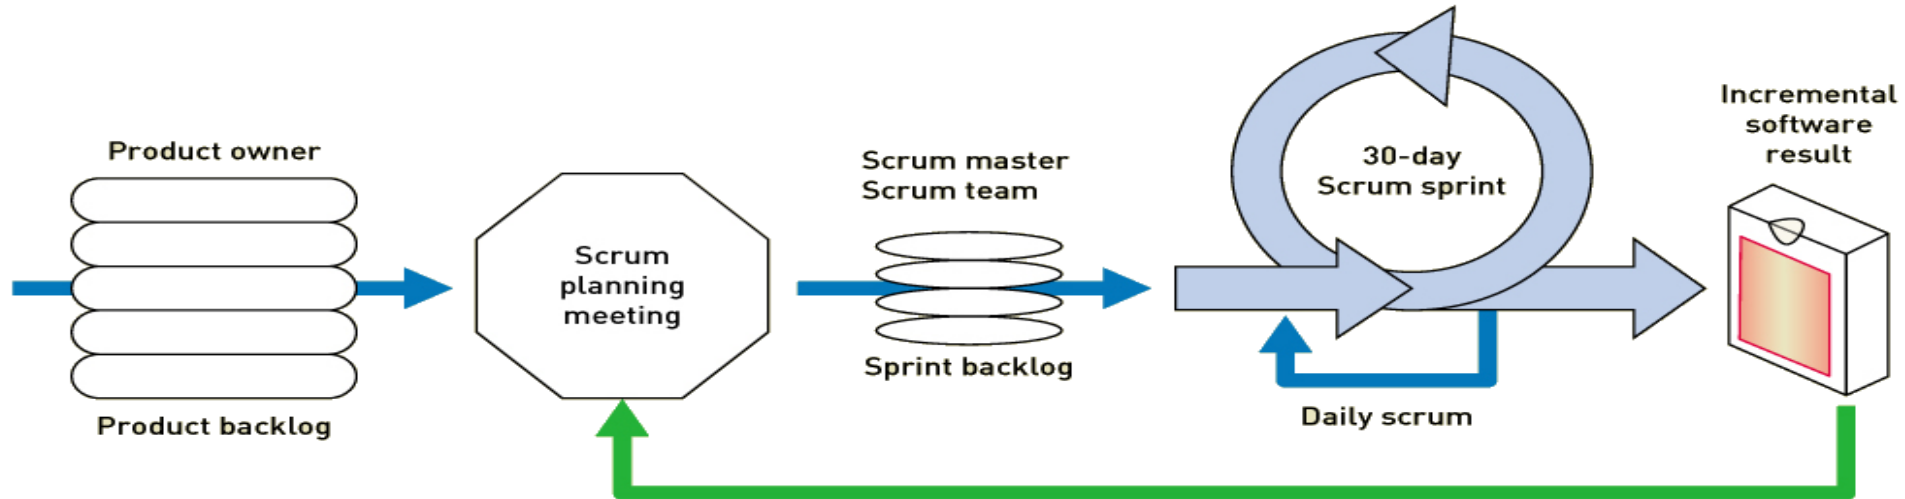 Product owner
Product backlog
Scrum
planning
meeting
Scrum master
Scrum team
Sprint backlog
30-day
Scrum sprint
Daily scrum
Incremental
software
result